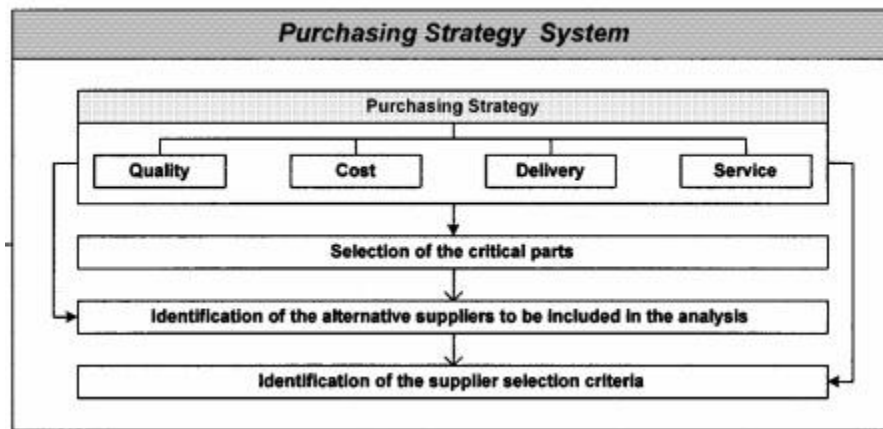 Purchasing Strategy System
Purchasing Strategy
Quality
Cost
Delivery
Service
Selection of the critical parts
Identification of the alternative suppliers to be included in the analysis
Identification of the supplier selection criteria